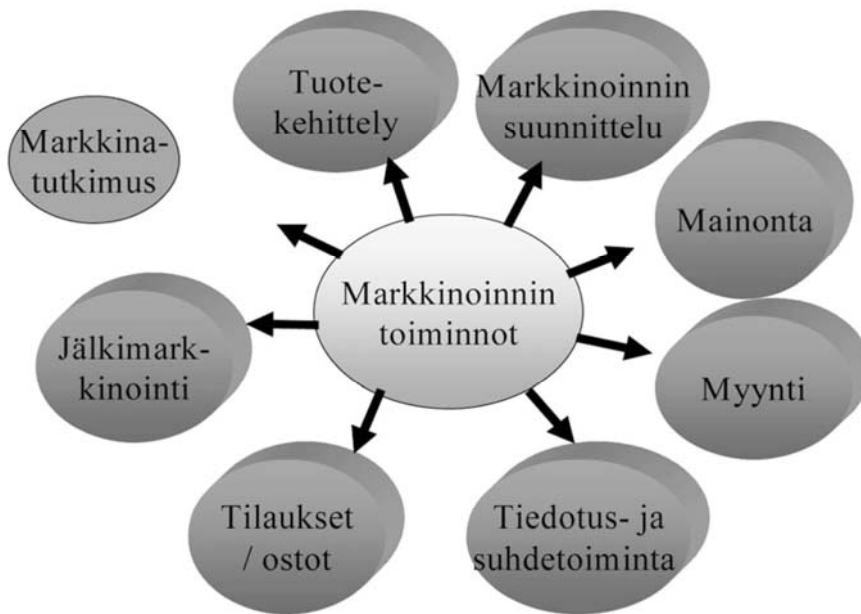 Tuote-
kehittely
Markkinoinnin
suunnittelu
Markkina-
tutkimus
Mainonta
Markkinoinnin
toiminnot
Jälkimark-
kinointi
Myynti
Tilaukset
/ ostot
Tiedotus- ja
suhdetoiminta